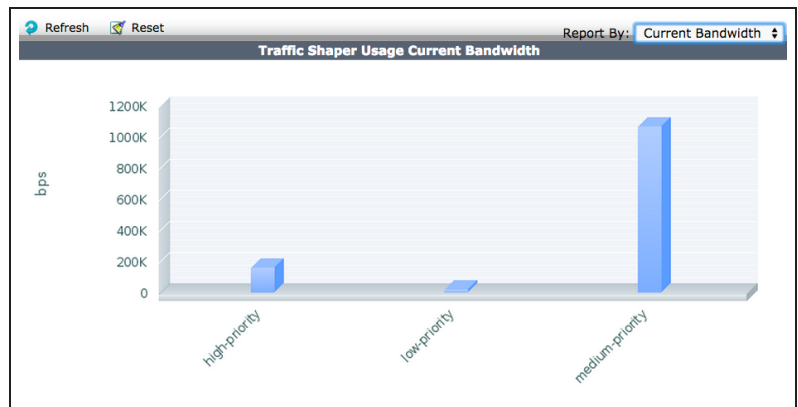 Refresh Reset Report By: Current Bandwidth
Traffic Shaper Usage Current Bandwidth
1200K
1000K
800K
600K
400K
200K
0
bps
high-priority
low-priority
medium-priority